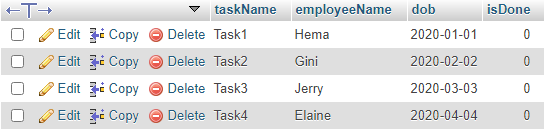 ←T→ taskName employeeName dob isDone
Edit Copy Delete Task1 Hema 2020-01-01 0
Edit Copy Delete Task2 Gini 2020-02-02 0
Edit Copy Delete Task3 Jerry 2020-03-03 0
Edit Copy Delete Task4 Elaine 2020-04-04 0